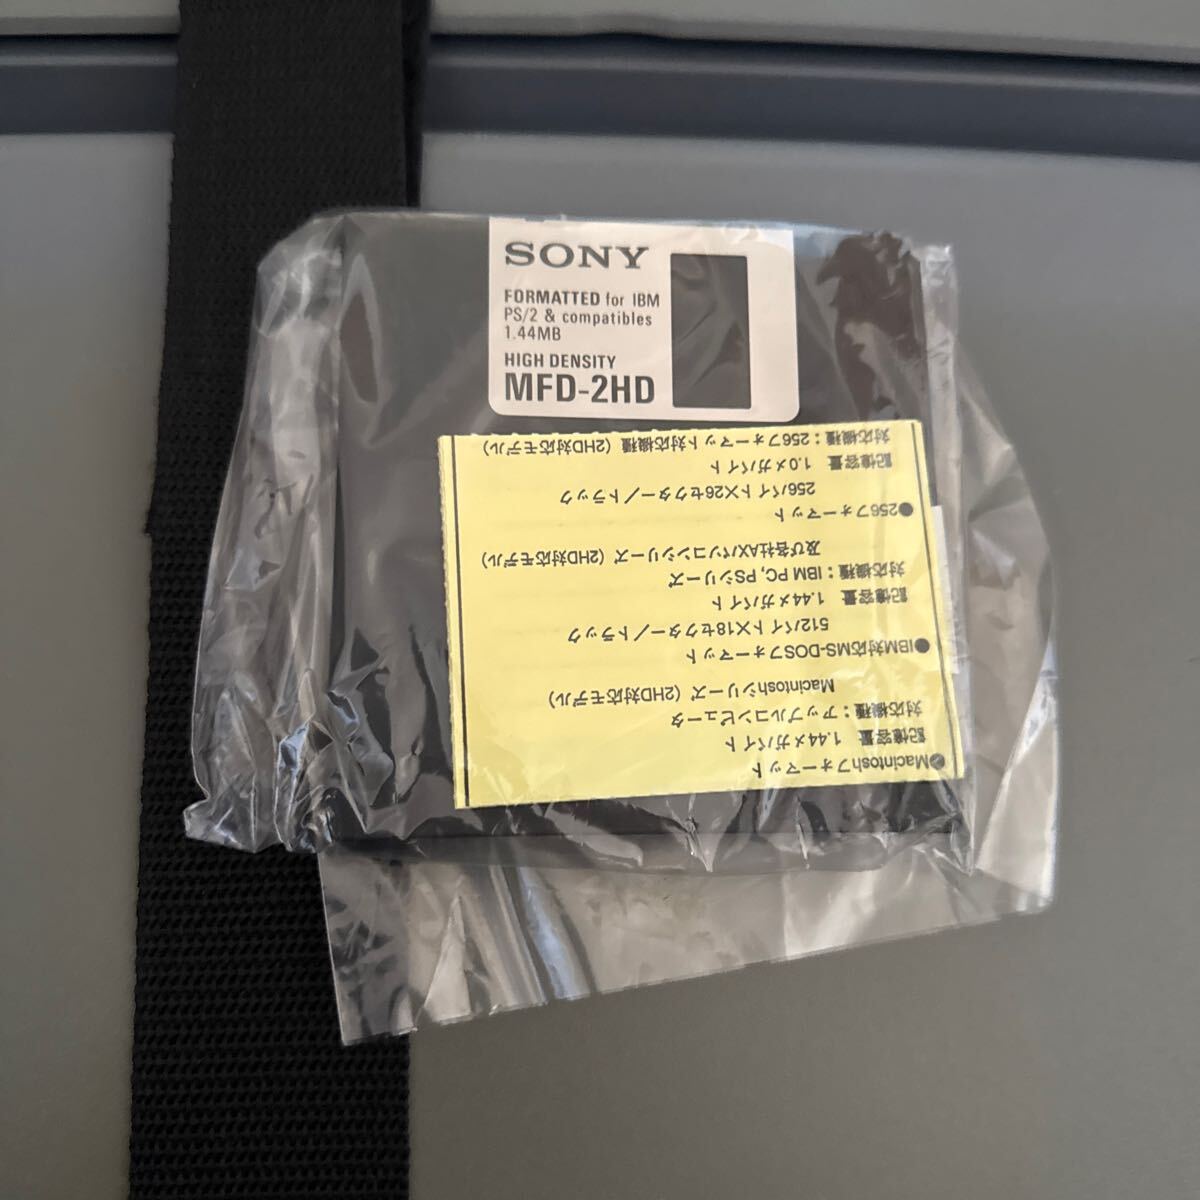 SONY
FORMATTED for IBM
PS/2 & compatibles
1.44MB
HIGH DENSITY
MFD-2HD
●Macintoshフォーマット
記憶容量 1.44メガバイト
対応機種：アップルコンピュータ
Macintoshシリーズ（2HD対応モデル）
●IBM対応MS-DOSフォーマット
512バイト×18セクター／トラック
記憶容量 1.44メガバイト
対応機種：IBM PC, PSシリーズ
及び各社AXパソコンシリーズ（2HD対応モデル）
●256フォーマット
256バイト×26セクター／トラック
記憶容量 1.0メガバイト
対応機種：256フォーマット対応機種（2HD対応モデル）